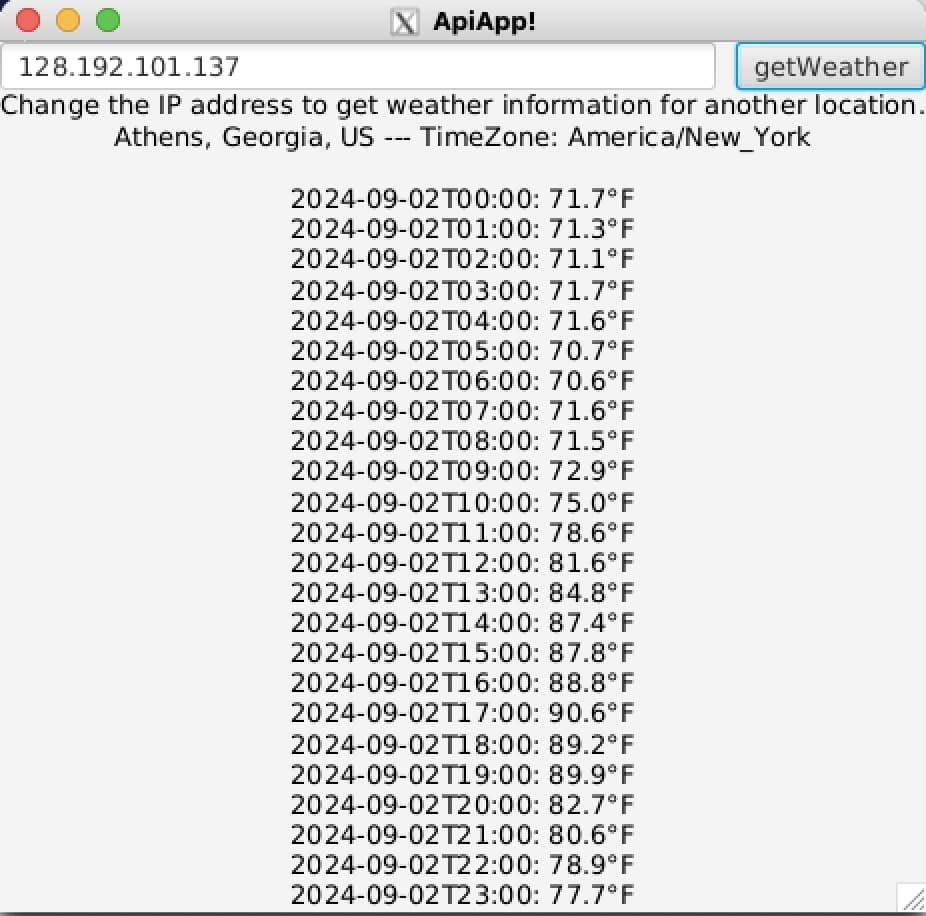 ApiApp!
128.192.101.137 getWeather
Change the IP address to get weather information for another location.
Athens, Georgia, US --- TimeZone: America/New_York
2024-09-02T00:00: 71.7°F
2024-09-02T01:00: 71.3°F
2024-09-02T02:00: 71.1°F
2024-09-02T03:00: 71.7°F
2024-09-02T04:00: 71.6°F
2024-09-02T05:00: 70.7°F
2024-09-02T06:00: 70.6°F
2024-09-02T07:00: 71.6°F
2024-09-02T08:00: 71.5°F
2024-09-02T09:00: 72.9°F
2024-09-02T10:00: 75.0°F
2024-09-02T11:00: 78.6°F
2024-09-02T12:00: 81.6°F
2024-09-02T13:00: 84.8°F
2024-09-02T14:00: 87.4°F
2024-09-02T15:00: 87.8°F
2024-09-02T16:00: 88.8°F
2024-09-02T17:00: 90.6°F
2024-09-02T18:00: 89.2°F
2024-09-02T19:00: 89.9°F
2024-09-02T20:00: 82.7°F
2024-09-02T21:00: 80.6°F
2024-09-02T22:00: 78.9°F
2024-09-02T23:00: 77.7°F